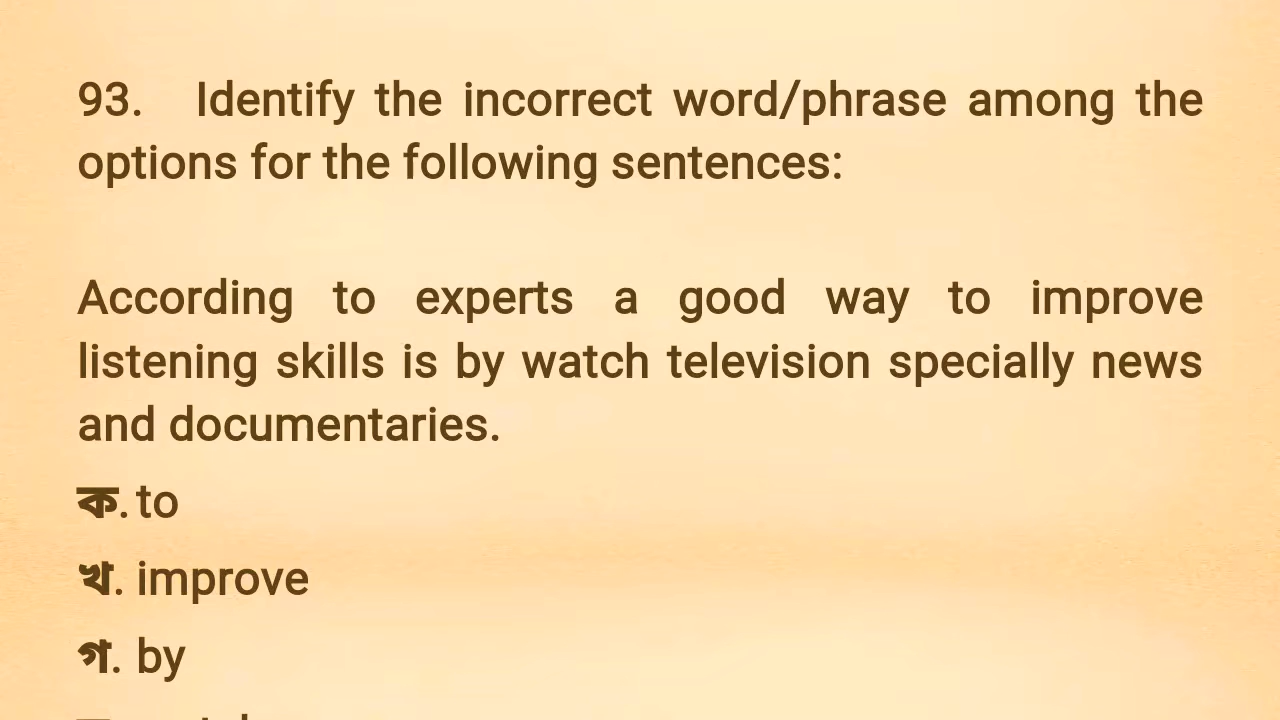 93. Identify the incorrect word/phrase among the
options for the following sentences:
According to experts a good way to improve
listening skills is by watch television specially news
and documentaries.
ক. to
খ. improve
গ. by